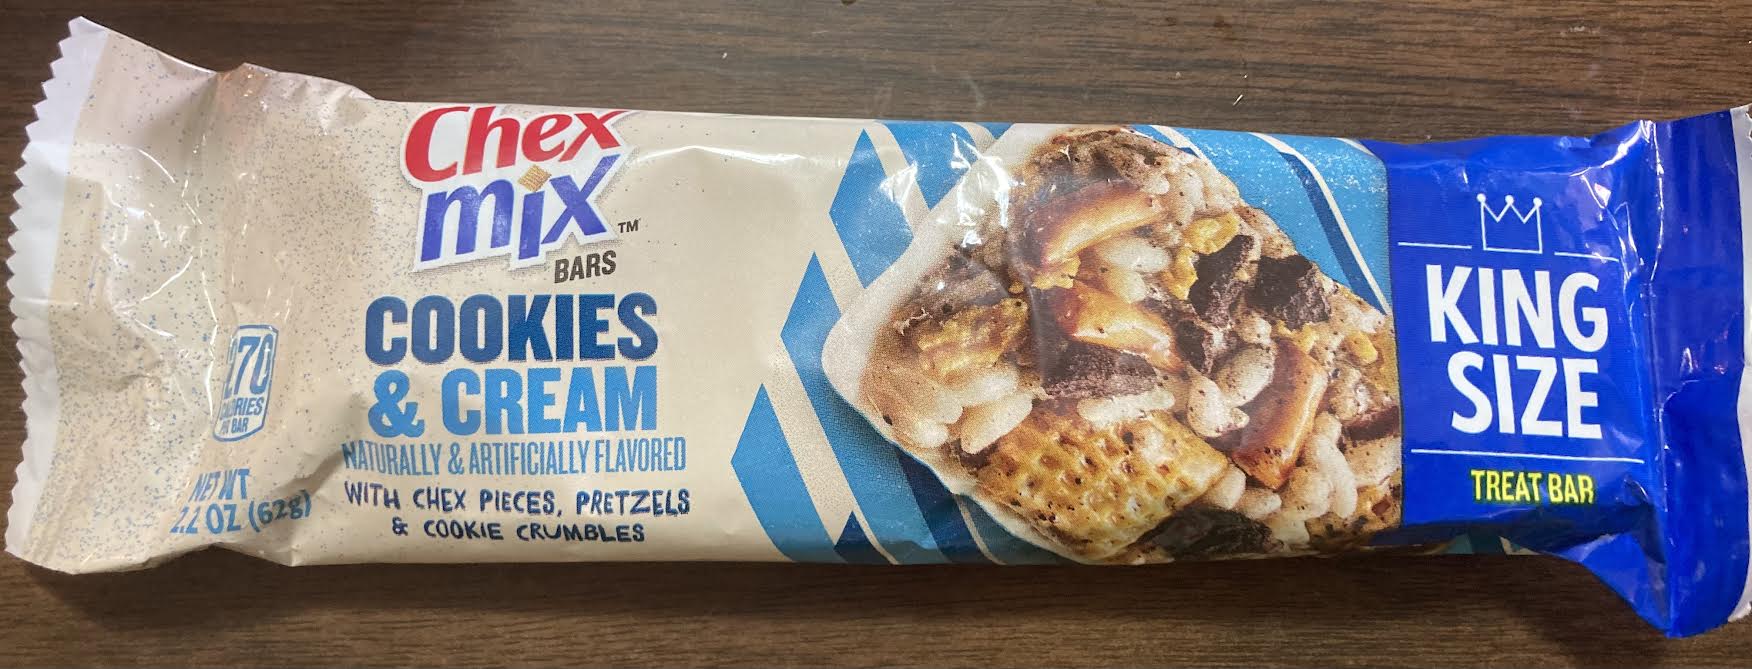 Chex
mix™
BARS
COOKIES
& CREAM
NATURALLY & ARTIFICIALLY FLAVORED
WITH CHEX PIECES, PRETZELS
& COOKIE CRUMBLES
270
CALORIES
PER BAR
NET WT
2.2 OZ (62g)
KING
SIZE
TREAT BAR